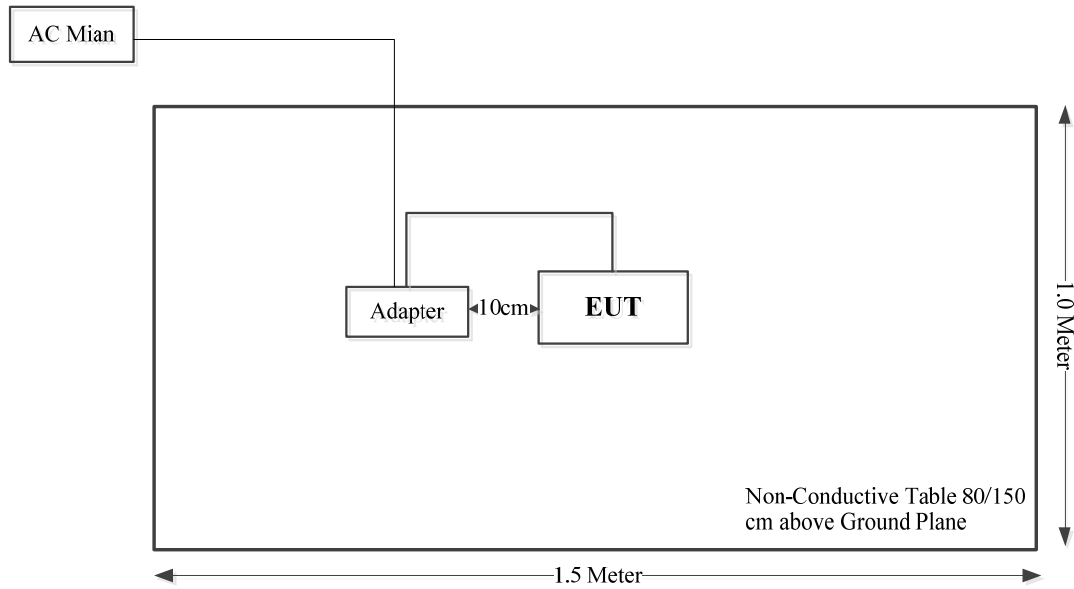 AC Mian
Adapter
10cm
EUT
1.0 Meter
Non-Conductive Table 80/150
cm above Ground Plane
1.5 Meter